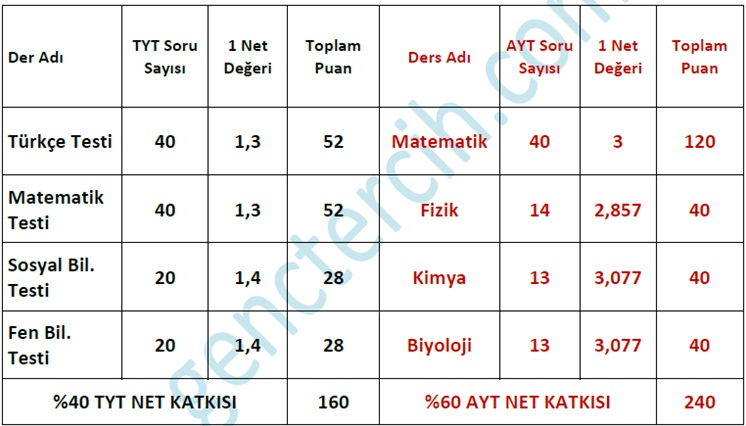 Der Adı TYT Soru Sayısı 1 Net Değeri Toplam Puan Ders Adı AYT Soru Sayısı 1 Net Değeri Toplam Puan
Türkçe Testi 40 1,3 52 Matematik 40 3 120
Matematik Testi 40 1,3 52 Fizik 14 2,857 40
Sosyal Bil. Testi 20 1,4 28 Kimya 13 3,077 40
Fen Bil. Testi 20 1,4 28 Biyoloji 13 3,077 40
%40 TYT NET KATKISI 160 %60 AYT NET KATKISI 240
genctercih.com